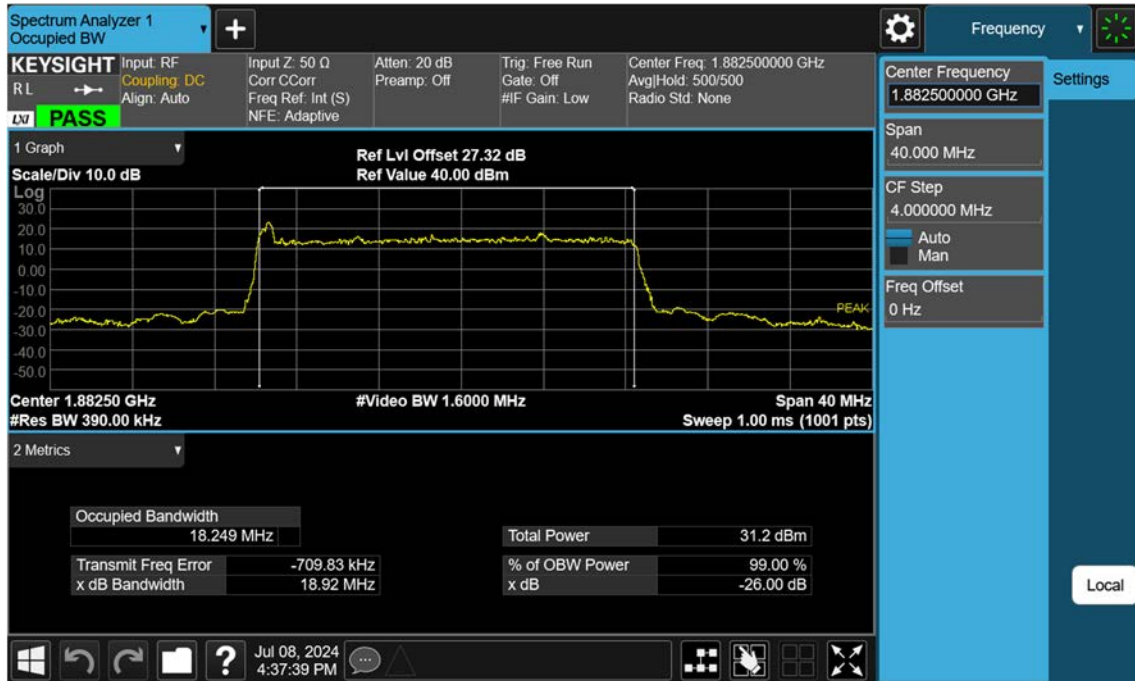 Spectrum Analyzer 1
Occupied BW
+
Frequency
KEYSIGHT
R L
LXI
PASS
Input: RF
Coupling: DC
Align: Auto
Input Z: 50 Ω
Corr CCorr
Freq Ref: Int (S)
NFE: Adaptive
Atten: 20 dB
Preamp: Off
Trig: Free Run
Gate: Off
#IF Gain: Low
Center Freq: 1.882500000 GHz
Avg|Hold: 500/500
Radio Std: None
Center Frequency
1.882500000 GHz
Settings
Span
40.000 MHz
CF Step
4.000000 MHz
Auto
Man
Freq Offset
0 Hz
Local
1 Graph
Scale/Div 10.0 dB
Ref Lvl Offset 27.32 dB
Ref Value 40.00 dBm
Log
30.0
20.0
10.0
0.00
-10.0
-20.0
-30.0
-40.0
-50.0
PEAK
Center 1.88250 GHz
#Video BW 1.6000 MHz
Span 40 MHz
#Res BW 390.00 kHz
Sweep 1.00 ms (1001 pts)
2 Metrics
Occupied Bandwidth
18.249 MHz
Total Power 31.2 dBm
Transmit Freq Error -709.83 kHz
% of OBW Power 99.00 %
x dB Bandwidth 18.92 MHz
x dB -26.00 dB
?
Jul 08, 2024
4:37:39 PM